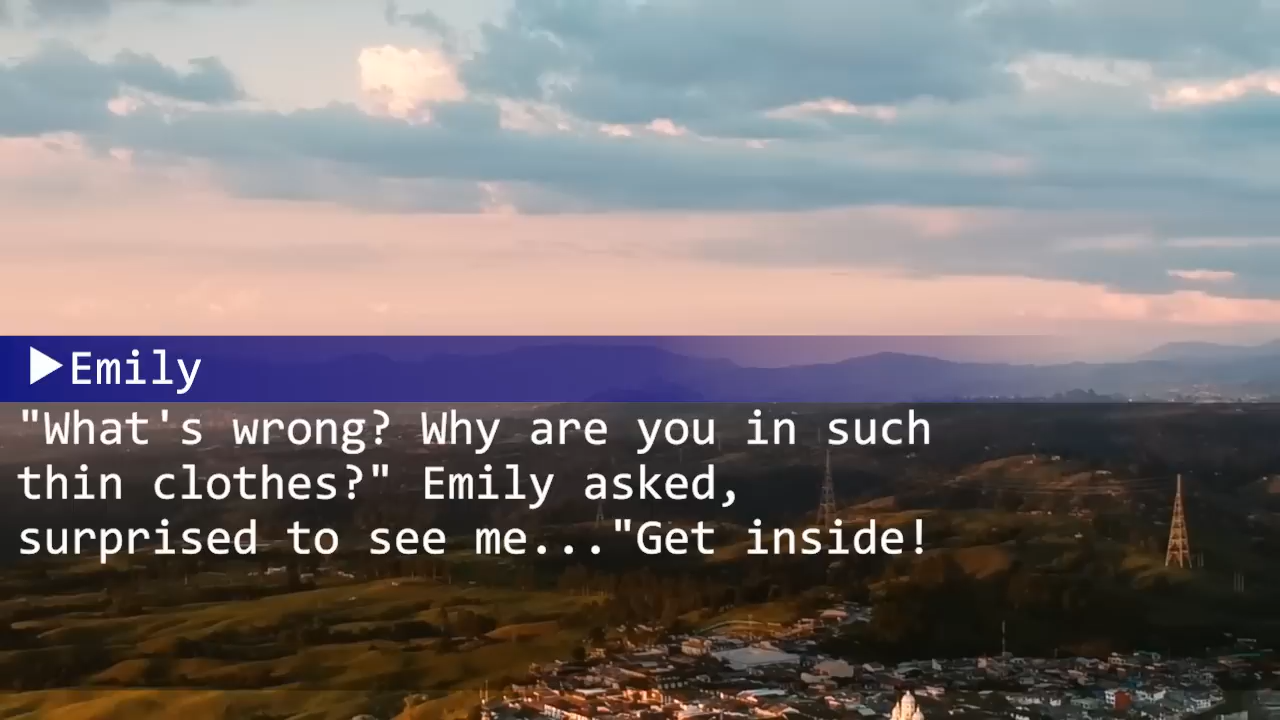 ▶Emily
"What's wrong? Why are you in such
thin clothes?" Emily asked,
surprised to see me..."Get inside!